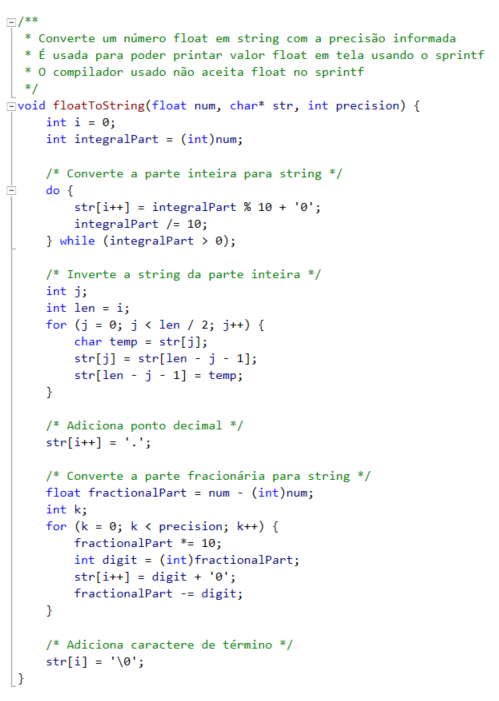 /**
 * Converte um número float em string com a precisão informada
 * É usada para poder printar valor float em tela usando o sprintf
 * O compilador usado não aceita float no sprintf
 */
void floatToString(float num, char* str, int precision) {
    int i = 0;
    int integralPart = (int)num;

    /* Converte a parte inteira para string */
    do {
        str[i++] = integralPart % 10 + '0';
        integralPart /= 10;
    } while (integralPart > 0);

    /* Inverte a string da parte inteira */
    int j;
    int len = i;
    for (j = 0; j < len / 2; j++) {
        char temp = str[j];
        str[j] = str[len - j - 1];
        str[len - j - 1] = temp;
    }

    /* Adiciona ponto decimal */
    str[i++] = '.';

    /* Converte a parte fracionária para string */
    float fractionalPart = num - (int)num;
    int k;
    for (k = 0; k < precision; k++) {
        fractionalPart *= 10;
        int digit = (int)fractionalPart;
        str[i++] = digit + '0';
        fractionalPart -= digit;
    }

    /* Adiciona caractere de término */
    str[i] = '\0';
}